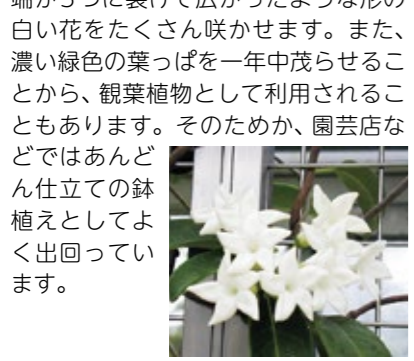 端が5つに裂けて広がったような形の
白い花をたくさん咲かせます。また、
濃い緑色の葉っぱを一年中茂らせるこ
とから、観葉植物として利用されるこ
ともあります。そのためか、園芸店な
どではあんど
ん仕立ての鉢
植えとしてよ
く出回ってい
ます。